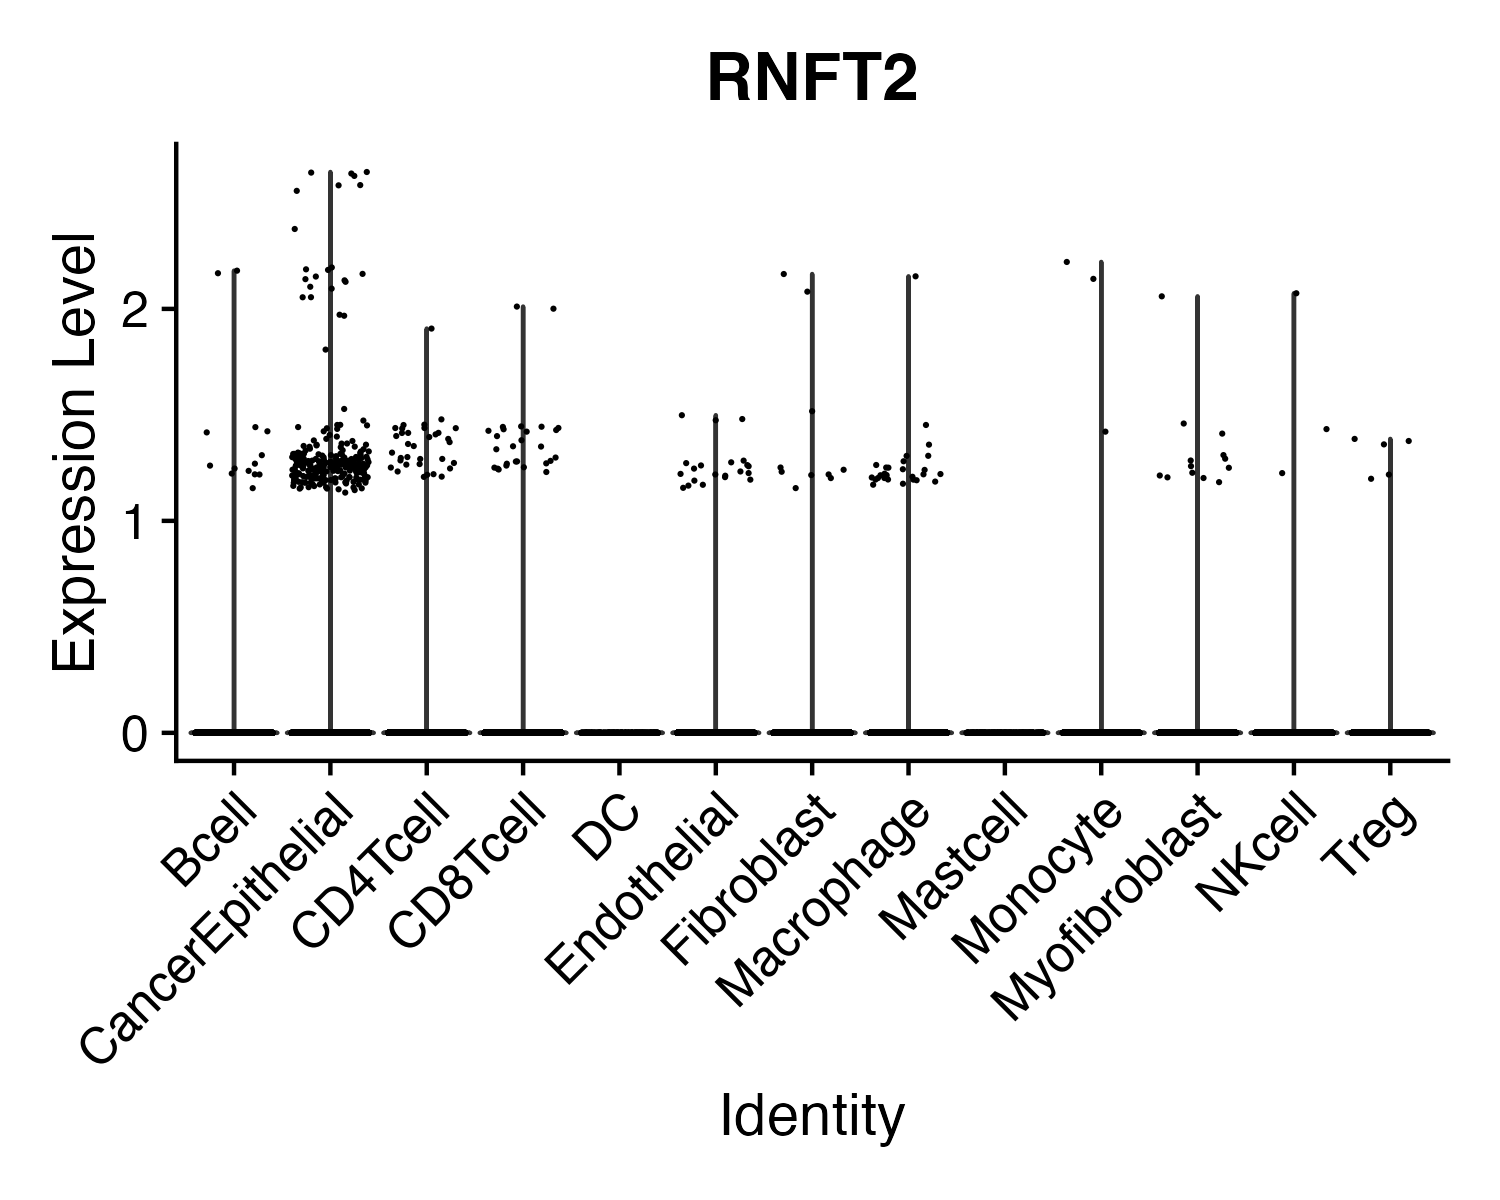 RNFT2
Expression Level
2
1
0
Bcell
CancerEpithelial
CD4Tcell
CD8Tcell
DC
Endothelial
Fibroblast
Macrophage
Mastcell
Monocyte
Myofibroblast
NKcell
Treg
Identity